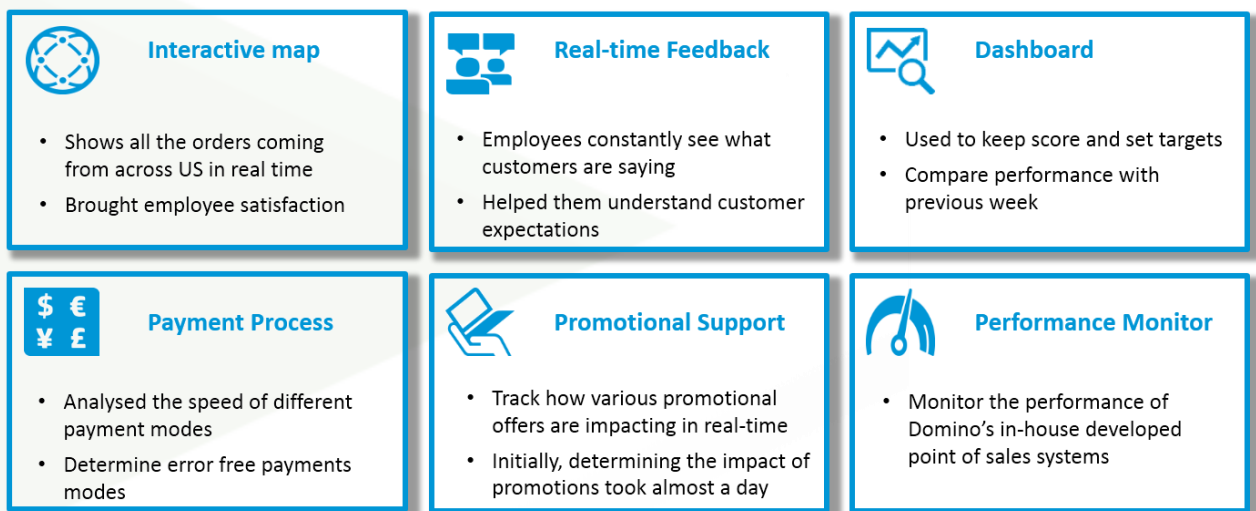 Interactive map
• Shows all the orders coming
from across US in real time
• Brought employee satisfaction
Real-time Feedback
• Employees constantly see what
customers are saying
• Helped them understand customer
expectations
Dashboard
• Used to keep score and set targets
• Compare performance with
previous week
$ €
¥ £
Payment Process
• Analysed the speed of different
payment modes
• Determine error free payments
modes
Promotional Support
• Track how various promotional
offers are impacting in real-time
• Initially, determining the impact of
promotions took almost a day
Performance Monitor
• Monitor the performance of
Domino’s in-house developed
point of sales systems